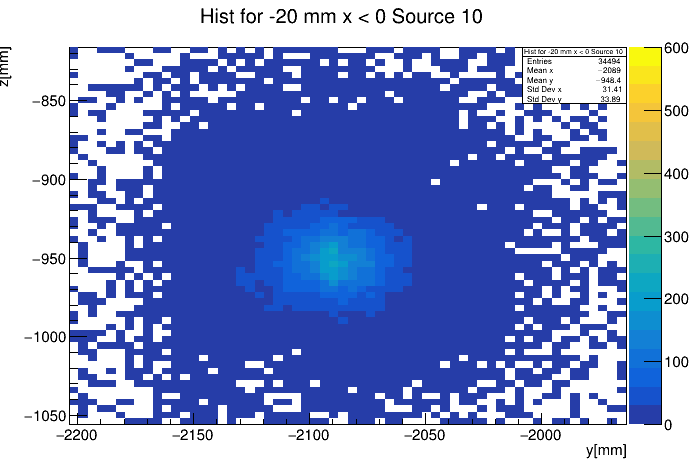 Hist for -20 mm x < 0 Source 10
z[mm]
Hist for -20 mm x < 0 Source 10
Entries 34494
Mean x −2089
Mean y −948.4
Std Dev x 31.41
Std Dev y 33.89
600
500
400
300
200
100
0
−850
−900
−950
−1000
−1050
−2200 −2150 −2100 −2050 −2000
y[mm]